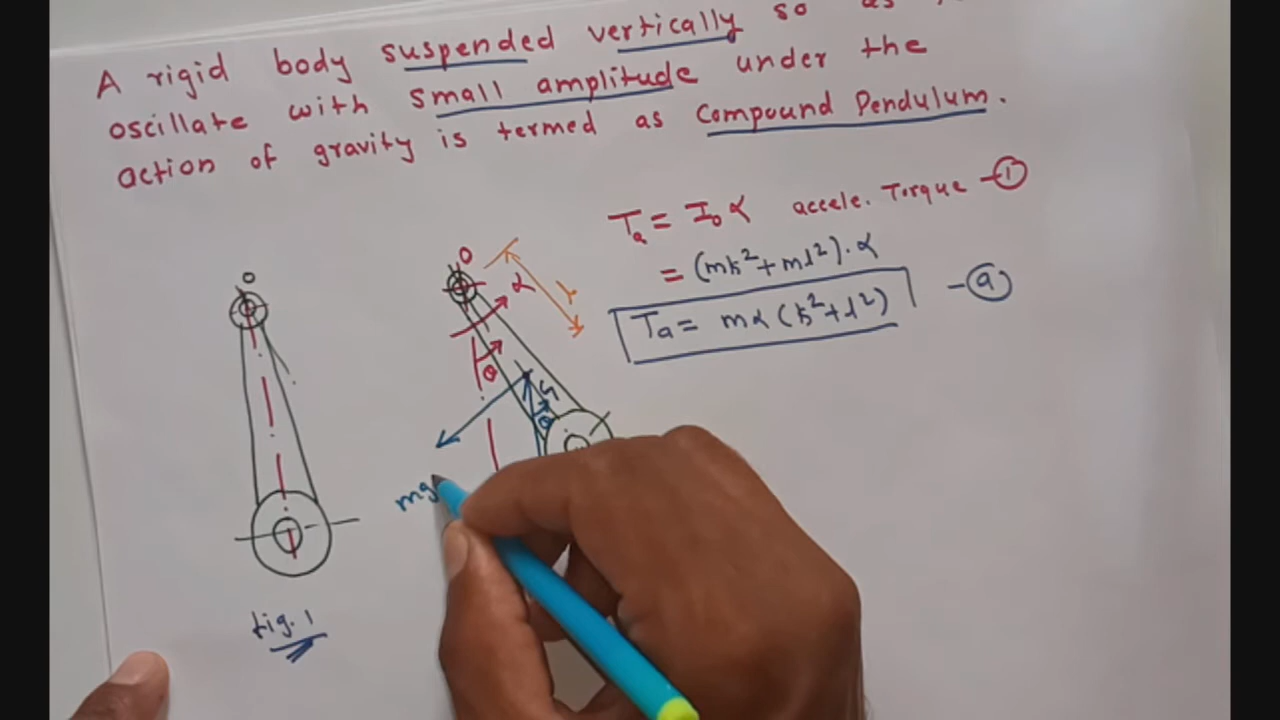 A rigid body suspended vertically so as
oscillate with small amplitude under the
action of gravity is termed as Compound Pendulum.
Ta = I₀ α accele. Torque -①
= (mk²+ml²).α
Ta = mα (k²+l²) -ⓐ
O
O
α
θ
G
θ
mg
fig. 1